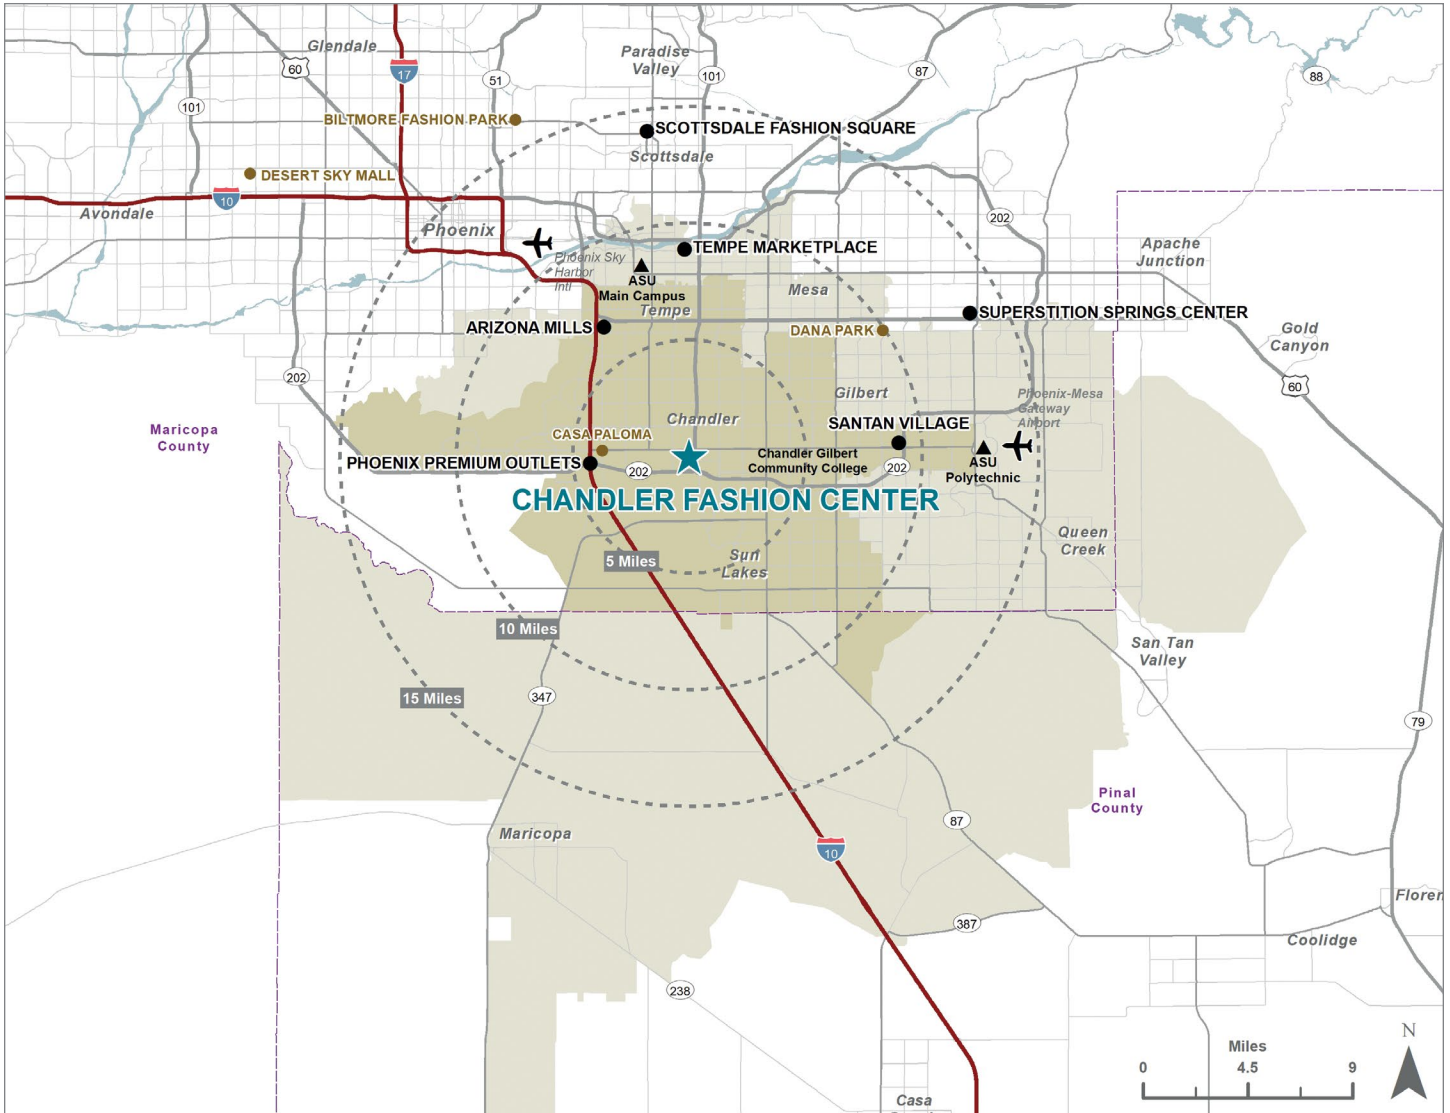 Glendale
Paradise
Valley
60
17
51
101
87
88
101
BILTMORE FASHION PARK
SCOTTSDALE FASHION SQUARE
Scottsdale
DESERT SKY MALL
10
Avondale
202
Phoenix
TEMPE MARKETPLACE
Apache
Junction
Phoenix Sky
Harbor
Intl
ASU
Main Campus
Mesa
Tempe
SUPERSTITION SPRINGS CENTER
ARIZONA MILLS
DANA PARK
Gold
Canyon
202
60
Gilbert
Phoenix-Mesa
Gateway
Airport
Chandler
SANTAN VILLAGE
Maricopa
County
CASA PALOMA
Chandler Gilbert
Community College
PHOENIX PREMIUM OUTLETS
202
202
ASU
Polytechnic
CHANDLER FASHION CENTER
Queen
Creek
5 Miles
Sun
Lakes
10 Miles
San Tan
Valley
15 Miles
347
79
Pinal
County
87
Maricopa
10
Floren
387
Coolidge
238
N
Miles
0 4.5 9
Casa